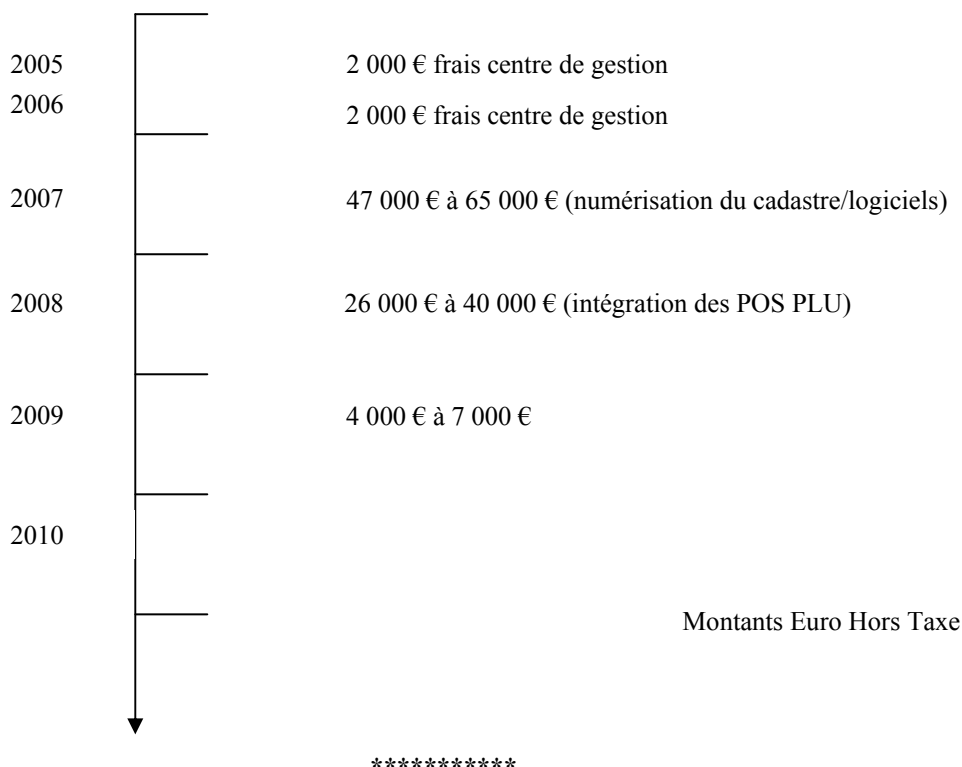 2005 2 000 € frais centre de gestion
2006 2 000 € frais centre de gestion
2007 47 000 € à 65 000 € (numérisation du cadastre/logiciels)
2008 26 000 € à 40 000 € (intégration des POS PLU)
2009 4 000 € à 7 000 €
2010
Montants Euro Hors Taxe
***********